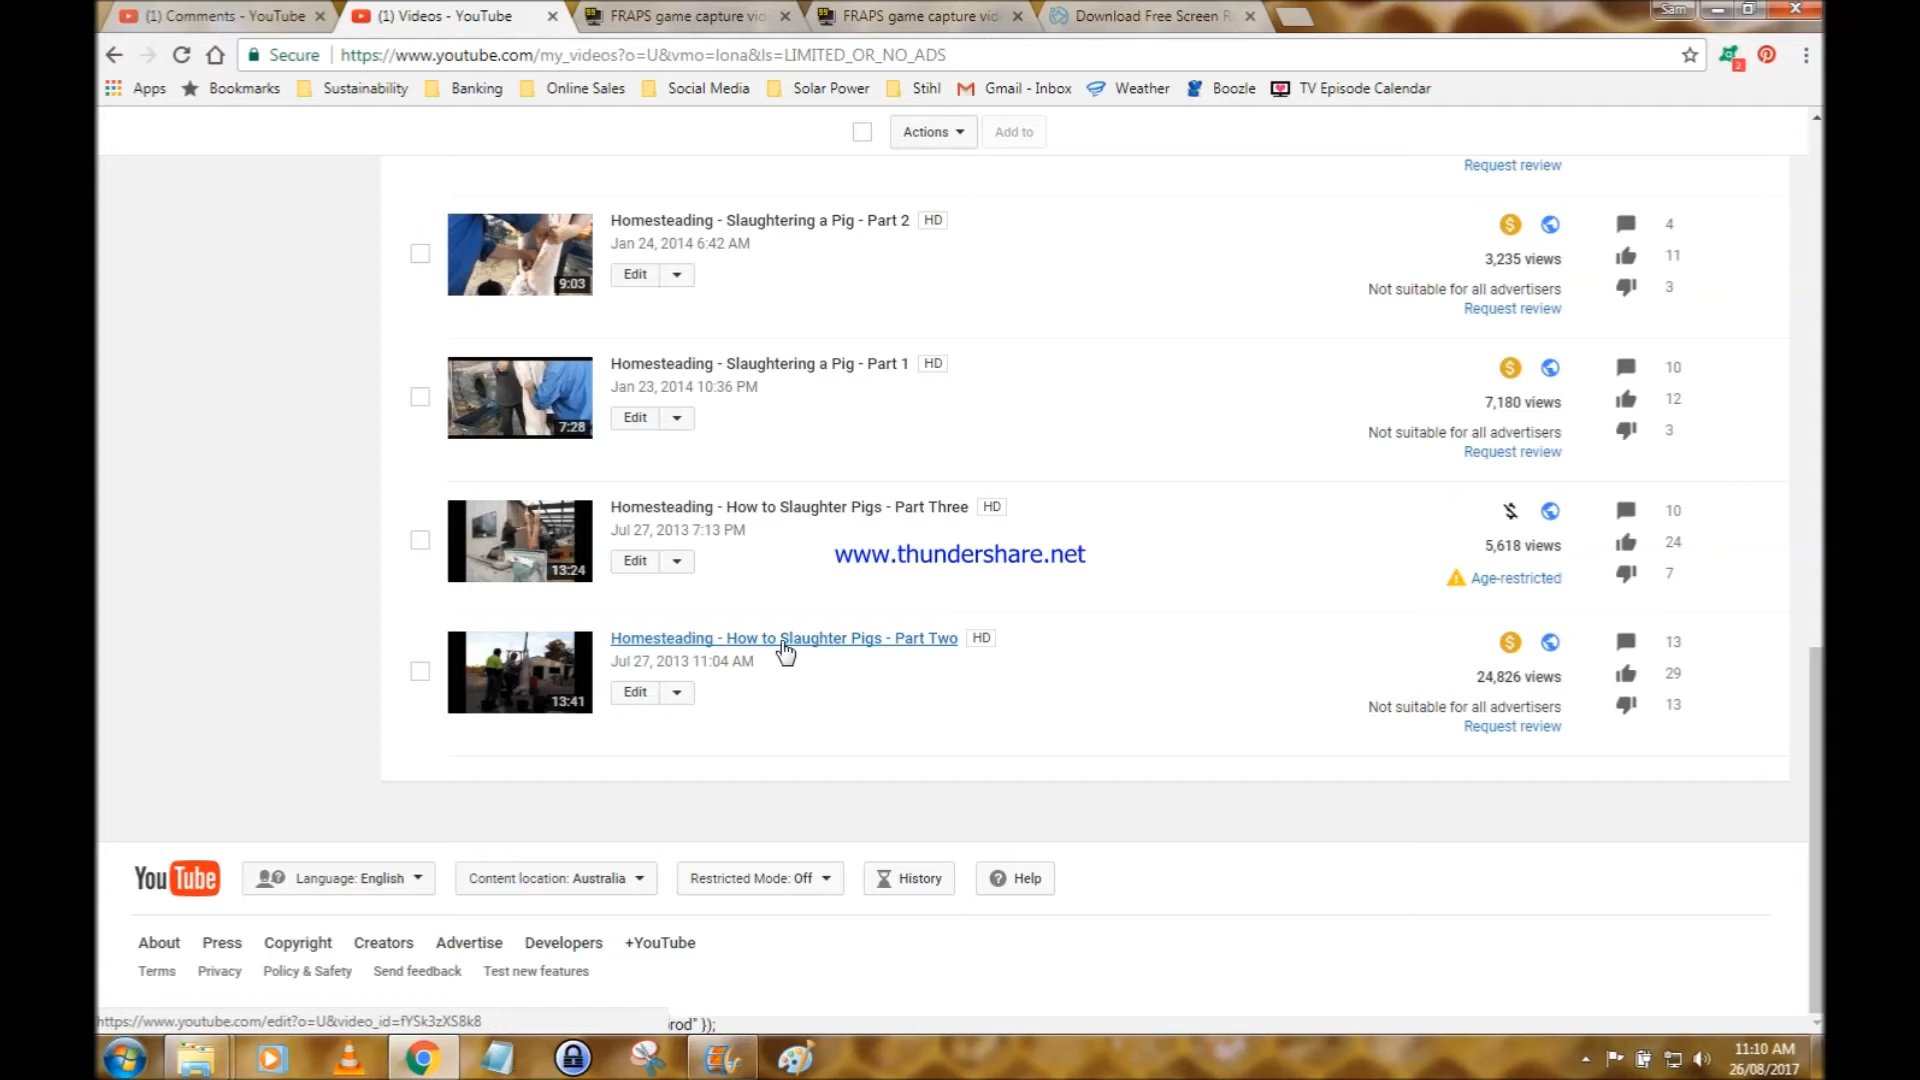 (1) Comments - YouTube
(1) Videos - YouTube
FRAPS game capture vid
FRAPS game capture vid
Download Free Screen R
Sam
Secure
https://www.youtube.com/my_videos?o=U&vmo=lona&ls=LIMITED_OR_NO_ADS
2
Apps
Bookmarks
Sustainability
Banking
Online Sales
Social Media
Solar Power
Stihl
Gmail - Inbox
Weather
Boozle
TV Episode Calendar
Actions
Add to
Request review
Homesteading - Slaughtering a Pig - Part 2 HD
Jan 24, 2014 6:42 AM
Edit
9:03
3,235 views
Not suitable for all advertisers
Request review
4
11
3
Homesteading - Slaughtering a Pig - Part 1 HD
Jan 23, 2014 10:36 PM
Edit
7:28
7,180 views
Not suitable for all advertisers
Request review
10
12
3
Homesteading - How to Slaughter Pigs - Part Three HD
Jul 27, 2013 7:13 PM
Edit
13:24
www.thundershare.net
5,618 views
Age-restricted
10
24
7
Homesteading - How to Slaughter Pigs - Part Two HD
Jul 27, 2013 11:04 AM
Edit
13:41
24,826 views
Not suitable for all advertisers
Request review
13
29
13
YouTube
Language: English
Content location: Australia
Restricted Mode: Off
History
Help
About Press Copyright Creators Advertise Developers +YouTube
Terms Privacy Policy & Safety Send feedback Test new features
https://www.youtube.com/edit?o=U&video_id=fYSk3zXS8k8
rod" });
11:10 AM
26/08/2017